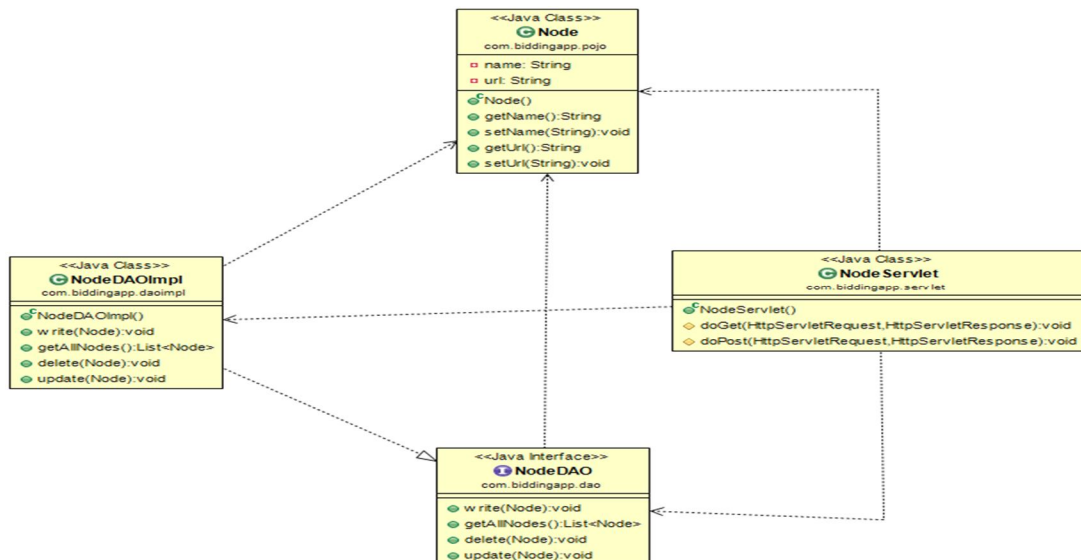 <<Java Class>>
Node
com.biddingapp.pojo
name: String
url: String
Node()
getName():String
setName(String):void
getUrl():String
setUrl(String):void
<<Java Class>>
NodeDAOImpl
com.biddingapp.daoimpl
NodeDAOImpl()
write(Node):void
getAllNodes():List<Node>
delete(Node):void
update(Node):void
<<Java Class>>
NodeServlet
com.biddingapp.servlet
NodeServlet()
doGet(HttpServletRequest,HttpServletResponse):void
doPost(HttpServletRequest,HttpServletResponse):void
<<Java Interface>>
NodeDAO
com.biddingapp.dao
write(Node):void
getAllNodes():List<Node>
delete(Node):void
update(Node):void